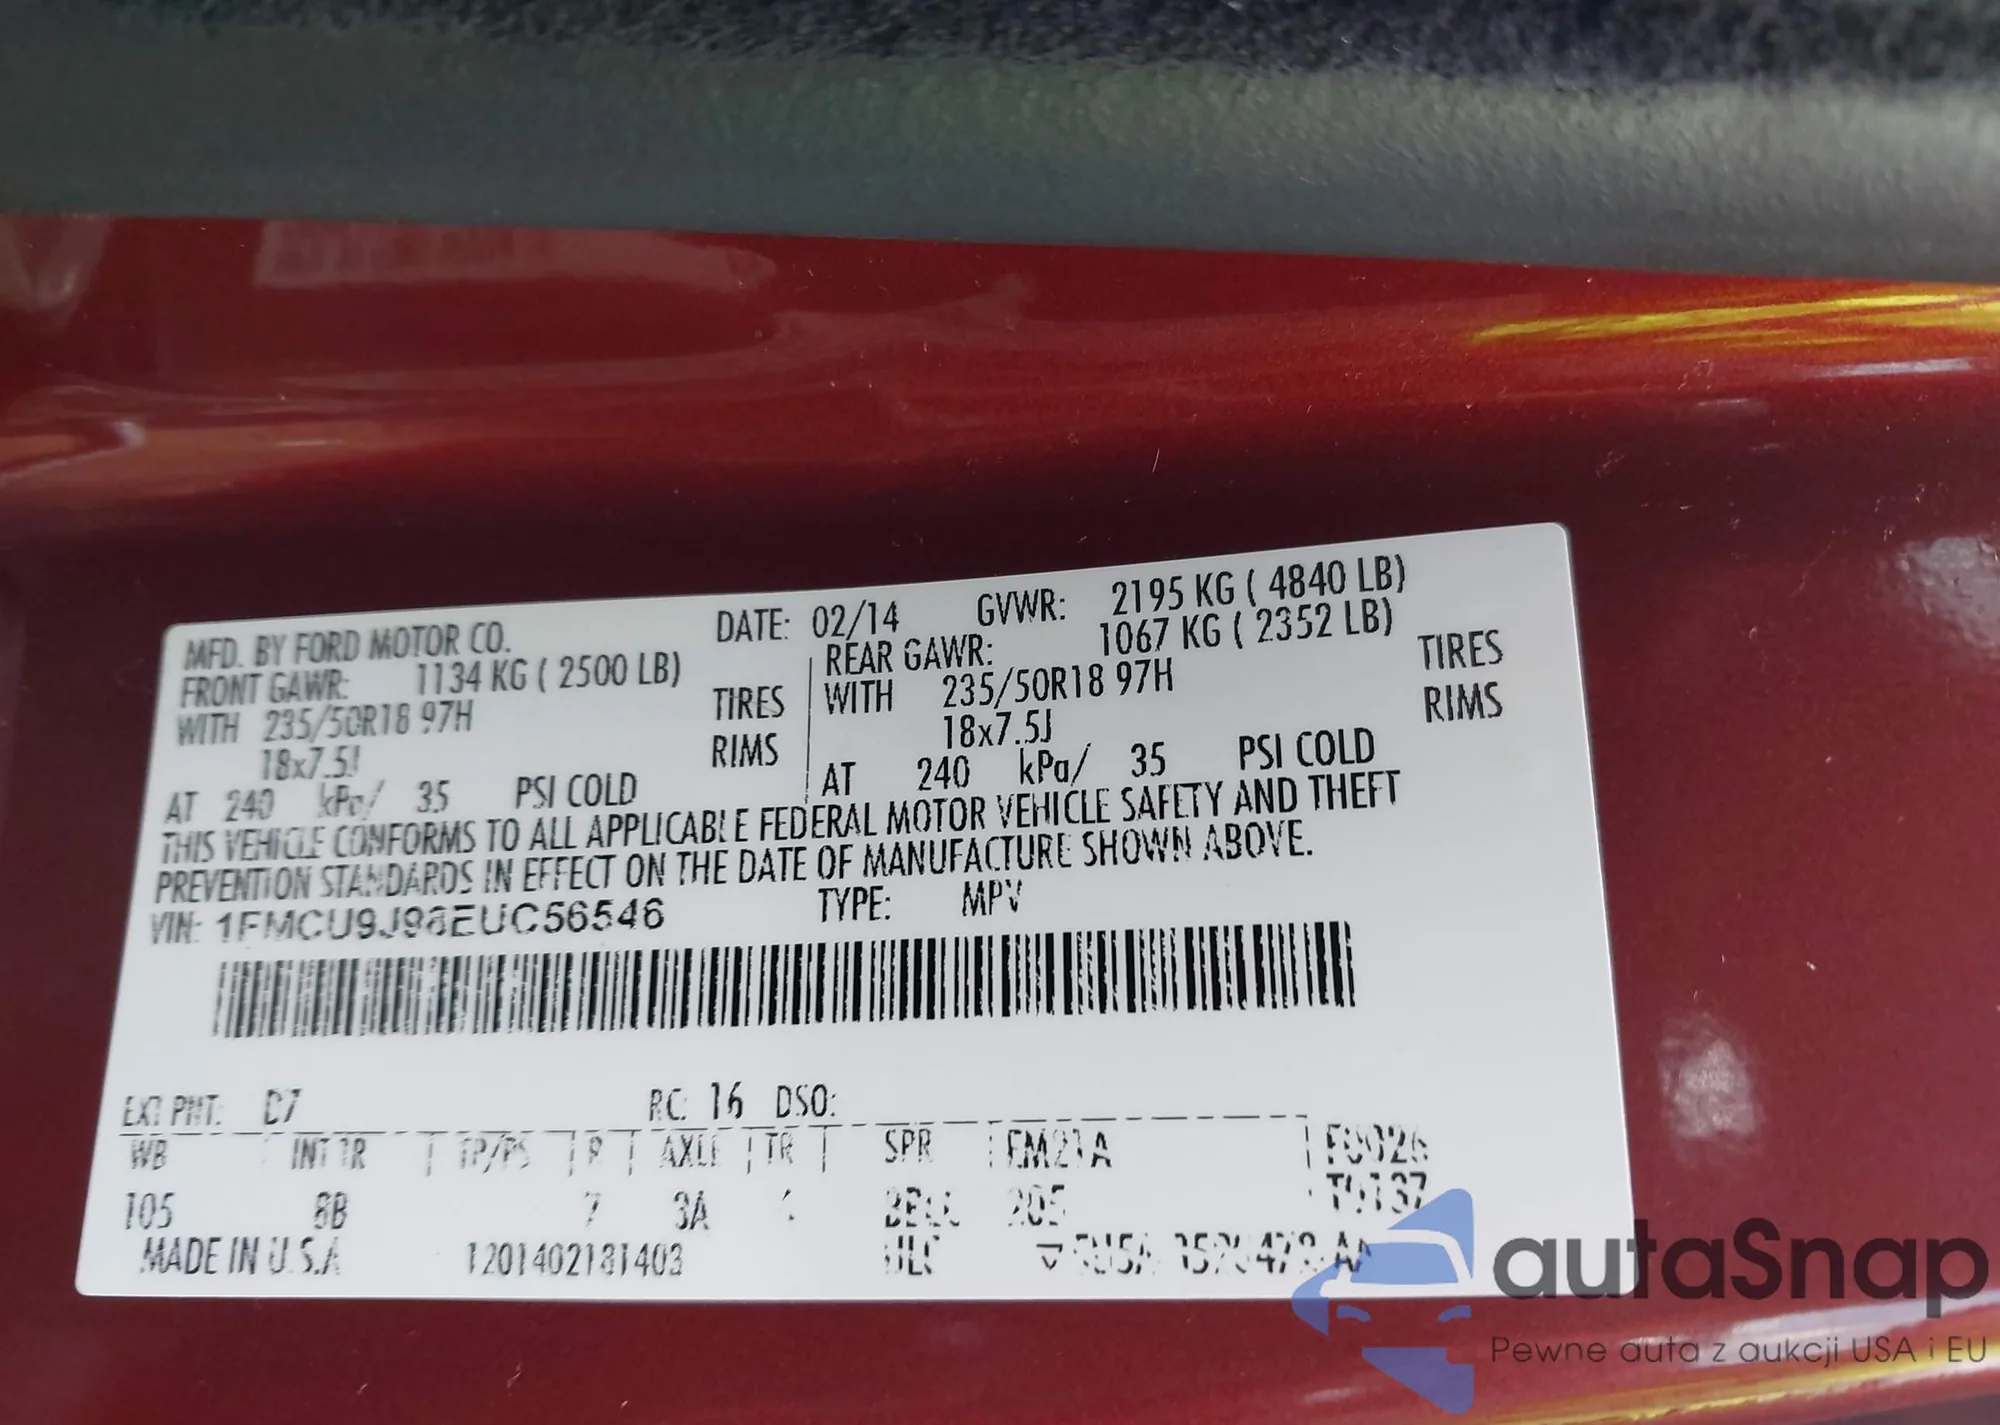 MFD. BY FORD MOTOR CO. DATE: 02/14 GVWR: 2195 KG ( 4840 LB)
FRONT GAWR: 1134 KG ( 2500 LB) REAR GAWR: 1067 KG ( 2352 LB)
WITH 235/50R18 97H TIRES WITH 235/50R18 97H TIRES
18x7.5J RIMS 18x7.5J RIMS
AT 240 kPa/ 35 PSI COLD AT 240 kPa/ 35 PSI COLD
THIS VEHICLE CONFORMS TO ALL APPLICABLE FEDERAL MOTOR VEHICLE SAFETY AND THEFT
PREVENTION STANDARDS IN EFFECT ON THE DATE OF MANUFACTURE SHOWN ABOVE.
VIN: 1FMCU9J98EUC56546 TYPE: MPV
EXT PNT: RC: 16 DSO:
WB INT TR TP/PS R AXLE TR SPR
105 8B 3A
MADE IN U.S.A 1201402181403
autaSnap
Pewne auta z aukcji USA i EU